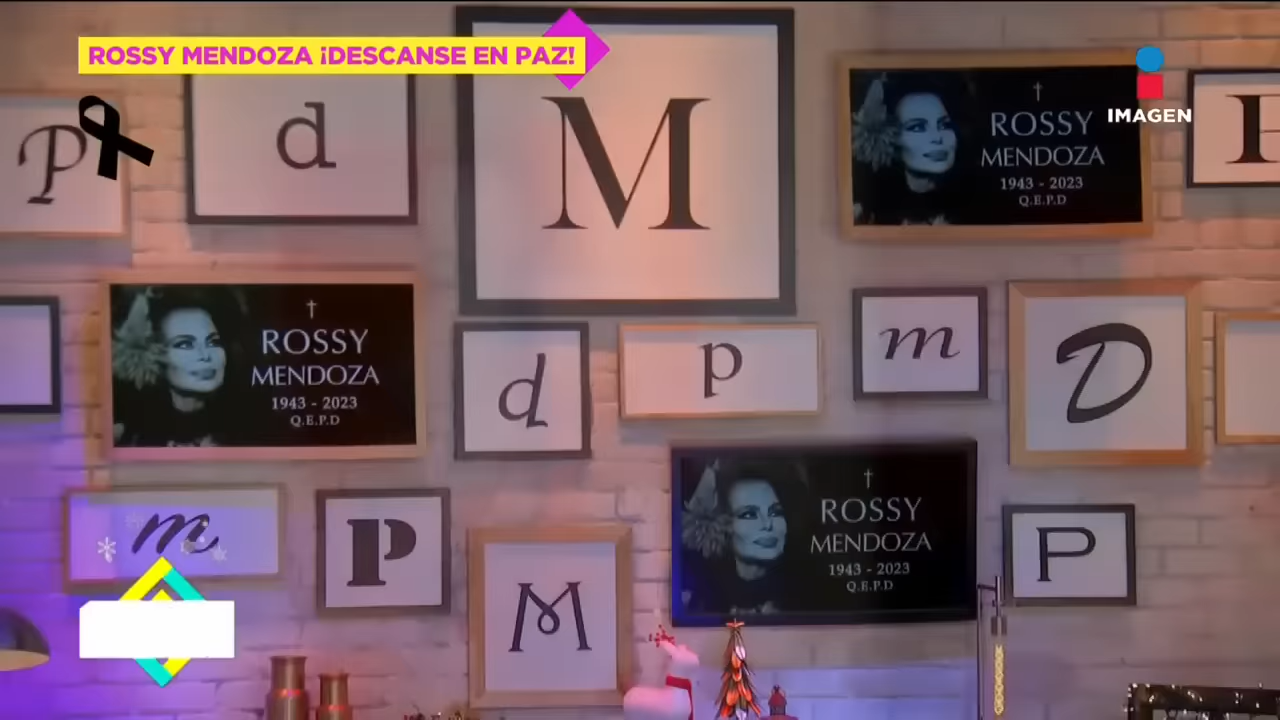 ROSSY MENDOZA ¡DESCANSE EN PAZ!
IMAGEN
P
d
M
†
ROSSY
MENDOZA
1943 - 2023
Q.E.P.D
†
ROSSY
MENDOZA
1943 - 2023
Q.E.P.D
d
p
m
D
m
P
M
†
ROSSY
MENDOZA
1943 - 2023
Q.E.P.D
P